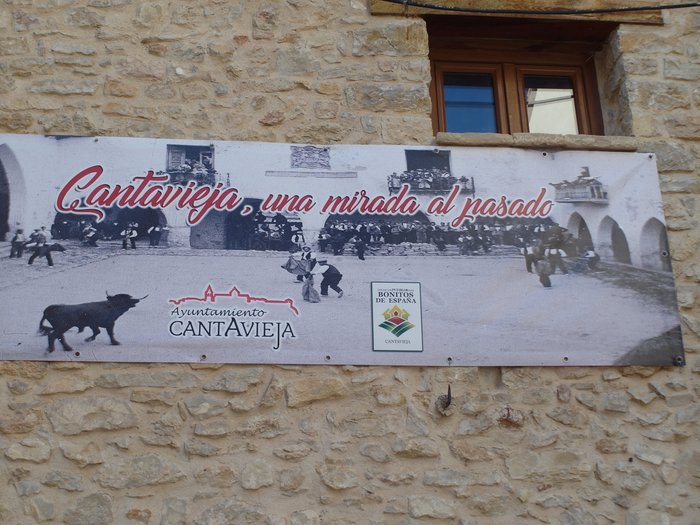 Cantavieja, una mirada al pasado
Ayuntamiento
CANTAVIEJA
BONITOS
DE ESPAÑA
CANTAVIEJA